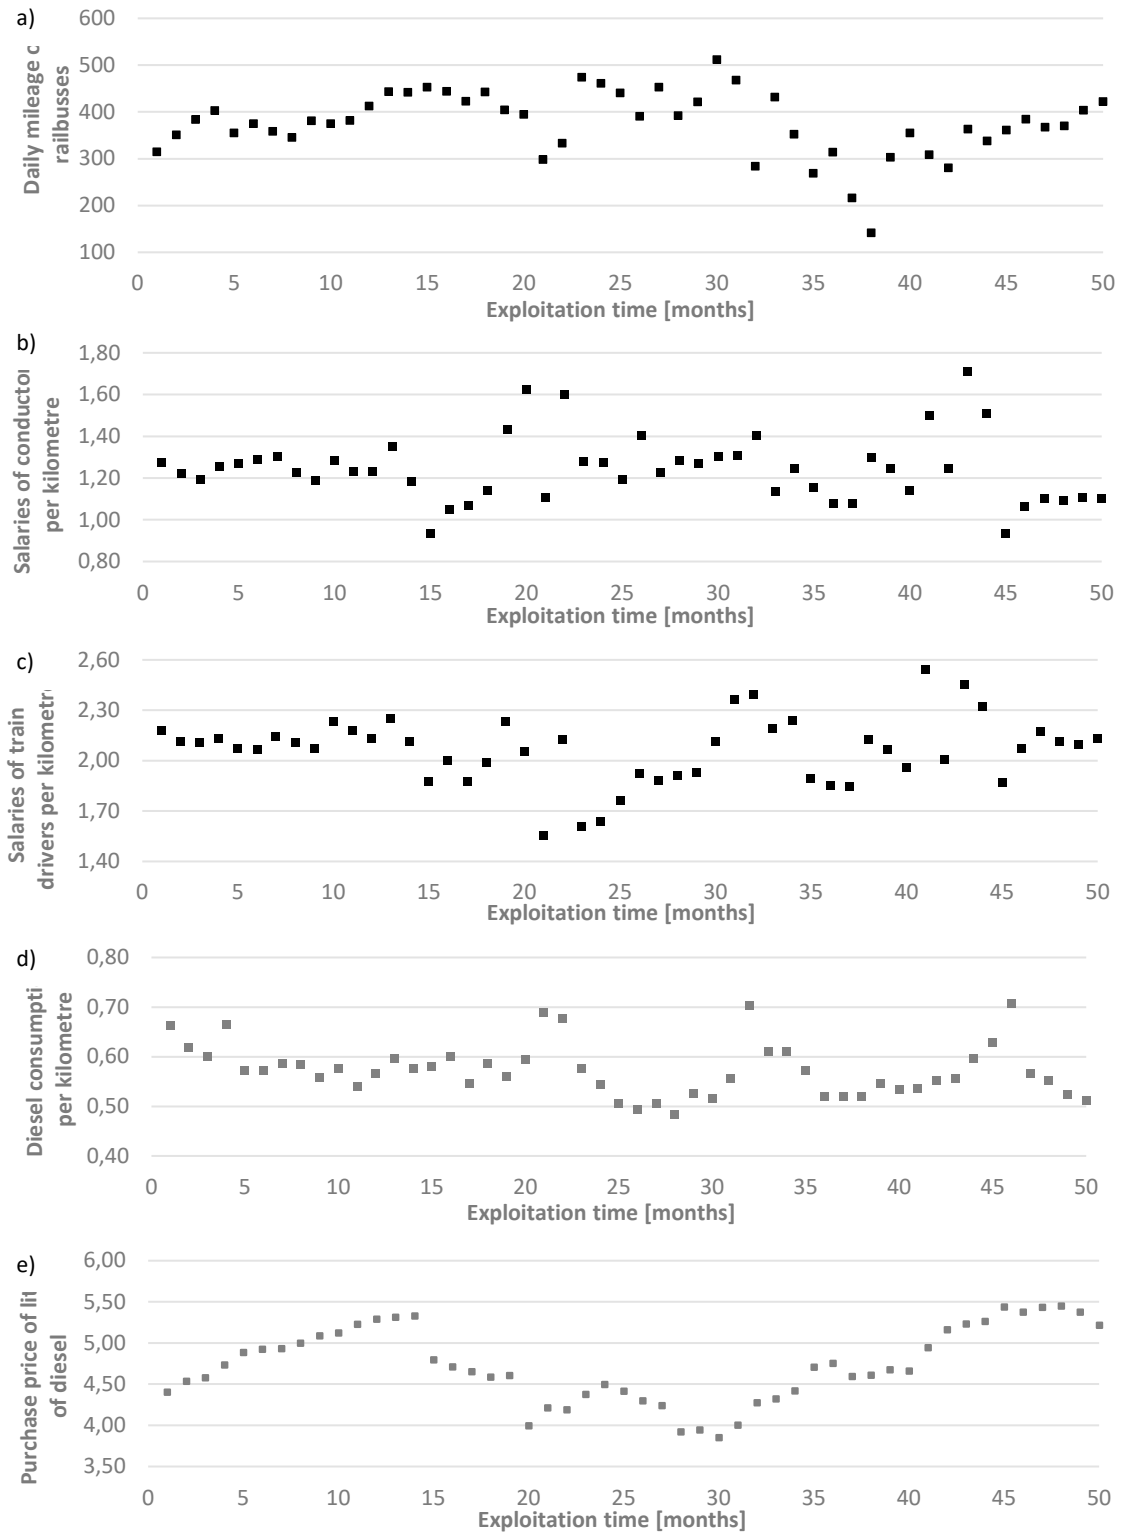 a)
600
500
400
300
200
100
Daily mileage c
railbusses
0 5 10 15 20 25 30 35 40 45 50
Exploitation time [months]
b)
1,80
1,60
1,40
1,20
1,00
0,80
Salaries of conducto
per kilometre
0 5 10 15 20 25 30 35 40 45 50
Exploitation time [months]
c)
2,60
2,30
2,00
1,70
1,40
Salaries of train
drivers per kilometr
0 5 10 15 20 25 30 35 40 45 50
Exploitation time [months]
d)
0,80
0,70
0,60
0,50
0,40
Diesel consumpti
per kilometre
0 5 10 15 20 25 30 35 40 45 50
Exploitation time [months]
e)
6,00
5,50
5,00
4,50
4,00
3,50
Purchase price of lit
of diesel
0 5 10 15 20 25 30 35 40 45 50
Exploitation time [months]